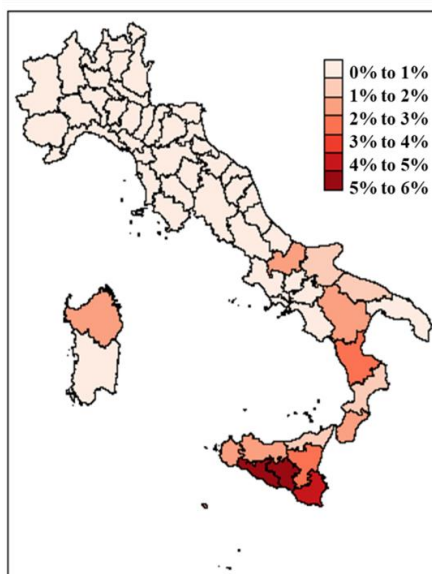 0% to 1%
1% to 2%
2% to 3%
3% to 4%
4% to 5%
5% to 6%